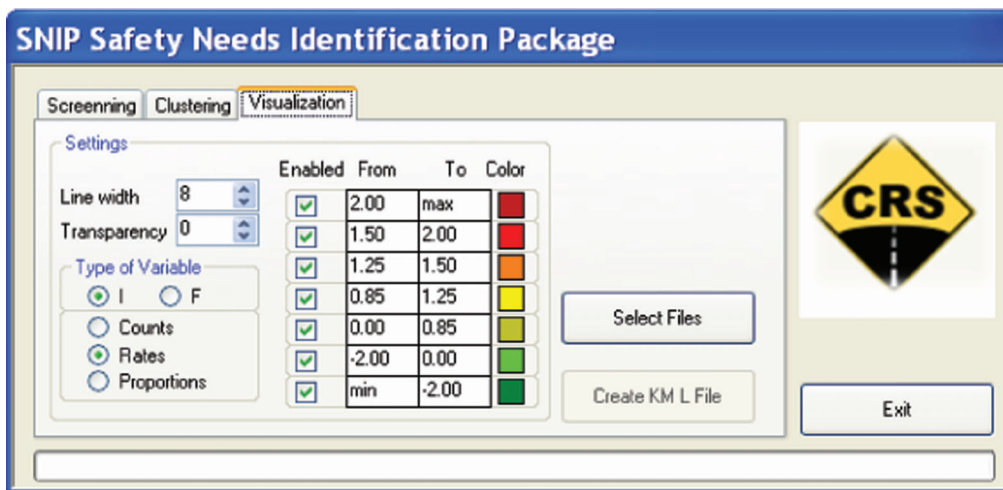 SNIP Safety Needs Identification Package
Screenning Clustering Visualization
Settings
Enabled From To Color
Line width 8
Transparency 0
Type of Variable
I F
Counts
Rates
Proportions
2.00 max
1.50 2.00
1.25 1.50
0.85 1.25
0.00 0.85
-2.00 0.00
min -2.00
Select Files
Create KM L File
CRS
Exit